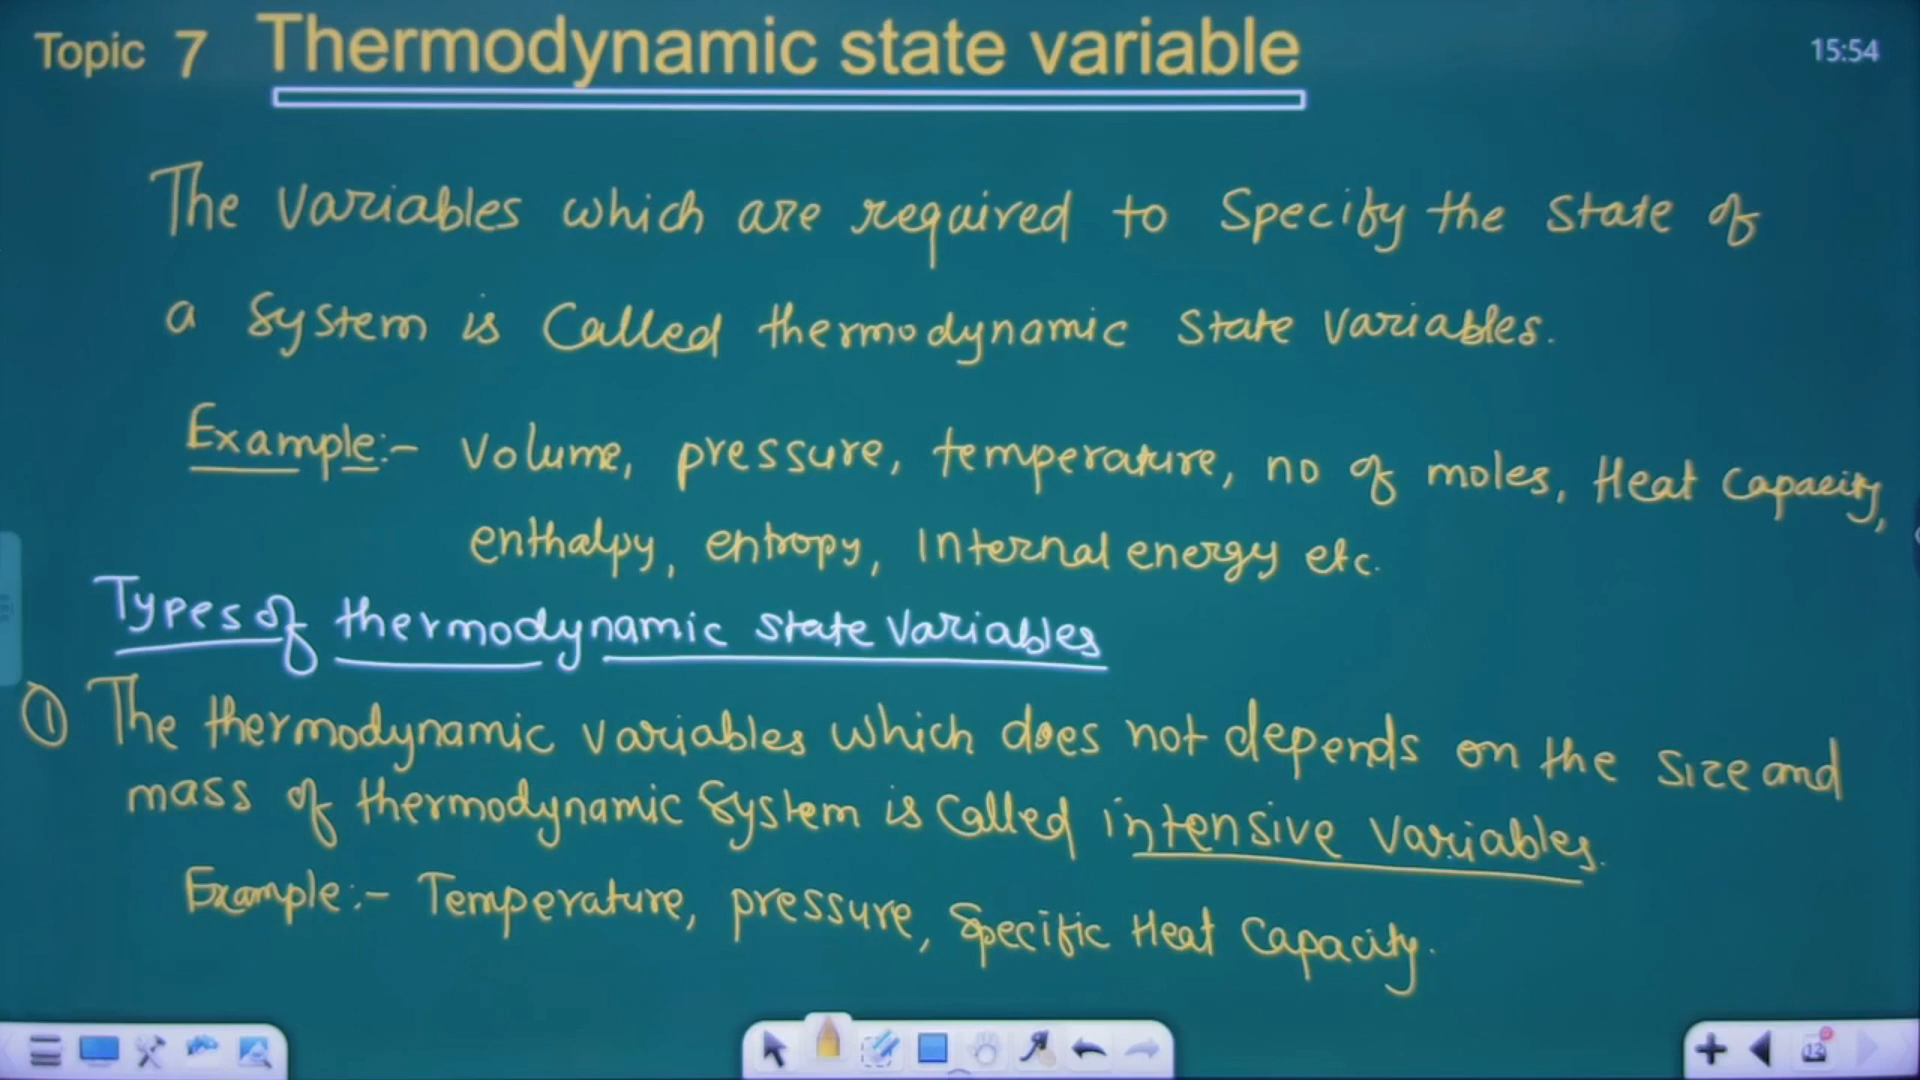 Topic 7 Thermodynamic state variable
15:54
The variables which are required to specify the state of
a system is called thermodynamic state variables.
Example:- Volume, pressure, temperature, no of moles, Heat capacity,
enthalpy, entropy, internal energy etc.
Types of thermodynamic state variables
① The thermodynamic variables which does not depends on the size and
mass of thermodynamic system is called intensive variables.
Example:- Temperature, pressure, specific Heat capacity.
12